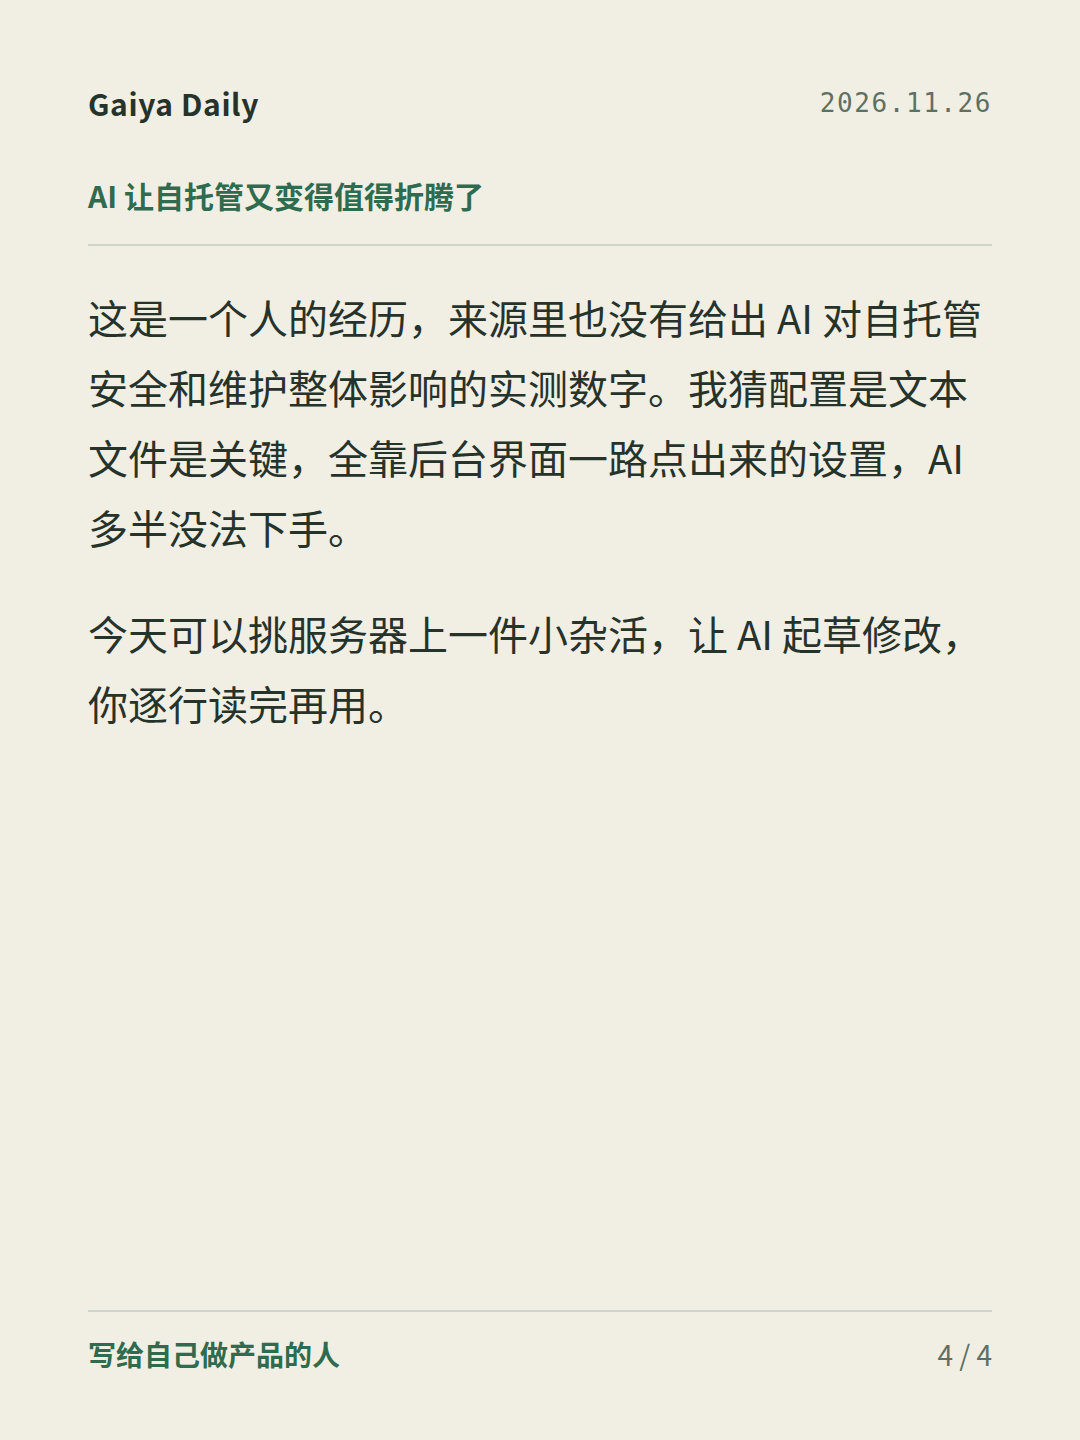 Gaiya Daily
2026.11.26
AI 让自托管又变得值得折腾了
这是一个人的经历，来源里也没有给出 AI 对自托管
安全和维护整体影响的实测数字。我猜配置是文本
文件是关键，全靠后台界面一路点出来的设置，AI
多半没法下手。
今天可以挑服务器上一件小杂活，让 AI 起草修改，
你逐行读完再用。
写给自己做产品的人
4 / 4